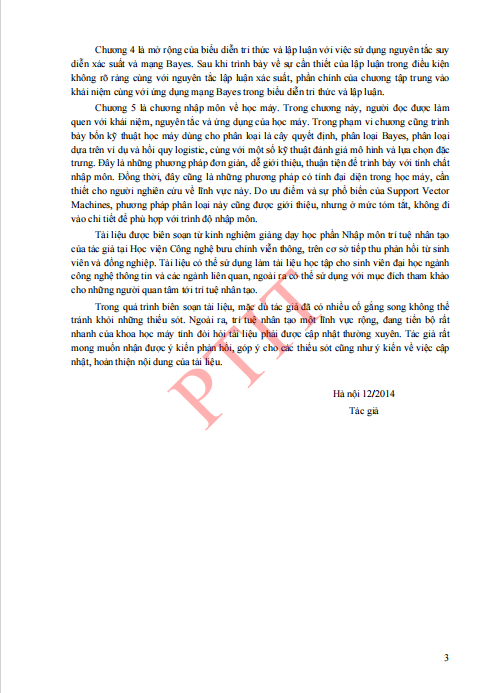 Chương 4 là mở rộng của biểu diễn tri thức và lập luận với việc sử dụng nguyên tắc suy
diễn xác suất và mạng Bayes. Sau khi trình bày về sự cần thiết của lập luận trong điều kiện
không rõ ràng cùng với nguyên tắc lập luận xác suất, phần chính của chương tập trung vào
khái niệm cùng với ứng dụng mạng Bayes trong biểu diễn tri thức và lập luận.
Chương 5 là chương nhập môn về học máy. Trong chương này, người đọc được làm
quen với khái niệm, nguyên tắc và ứng dụng của học máy. Trong phạm vi chương cũng trình
bày bốn kỹ thuật học máy dùng cho phân loại là cây quyết định, phân loại Bayes, phân loại
dựa trên ví dụ và hồi quy logistic, cùng với một số kỹ thuật đánh giá mô hình và lựa chọn đặc
trưng. Đây là những phương pháp đơn giản, dễ giới thiệu, thuận tiện để trình bày với tính chất
nhập môn. Đồng thời, đây cũng là những phương pháp có tính đại diện trong học máy, cần
thiết cho người nghiên cứu về lĩnh vực này. Do ưu điểm và sự phổ biến của Support Vector
Machines, phương pháp phân loại này cũng được giới thiệu, nhưng ở mức tóm tắt, không đi
vào chi tiết để phù hợp với trình độ nhập môn.
Tài liệu được biên soạn từ kinh nghiệm giảng dạy học phần Nhập môn trí tuệ nhân tạo
của tác giả tại Học viện Công nghệ bưu chính viễn thông, trên cơ sở tiếp thu phản hồi từ sinh
viên và đồng nghiệp. Tài liệu có thể sử dụng làm tài liệu học tập cho sinh viên đại học ngành
công nghệ thông tin và các ngành liên quan, ngoài ra có thể sử dụng với mục đích tham khảo
cho những người quan tâm tới trí tuệ nhân tạo.
Trong quá trình biên soạn tài liệu, mặc dù tác giả đã có nhiều cố gắng song không thể
tránh khỏi những thiếu sót. Ngoài ra, trí tuệ nhân tạo một lĩnh vực rộng, đang tiến bộ rất
nhanh của khoa học máy tính đòi hỏi tài liệu phải được cập nhật thường xuyên. Tác giả rất
mong muốn nhận được ý kiến phản hồi, góp ý cho các thiếu sót cũng như ý kiến về việc cập
nhật, hoàn thiện nội dung của tài liệu.
Hà nội 12/2014
Tác giả
PTIT
3